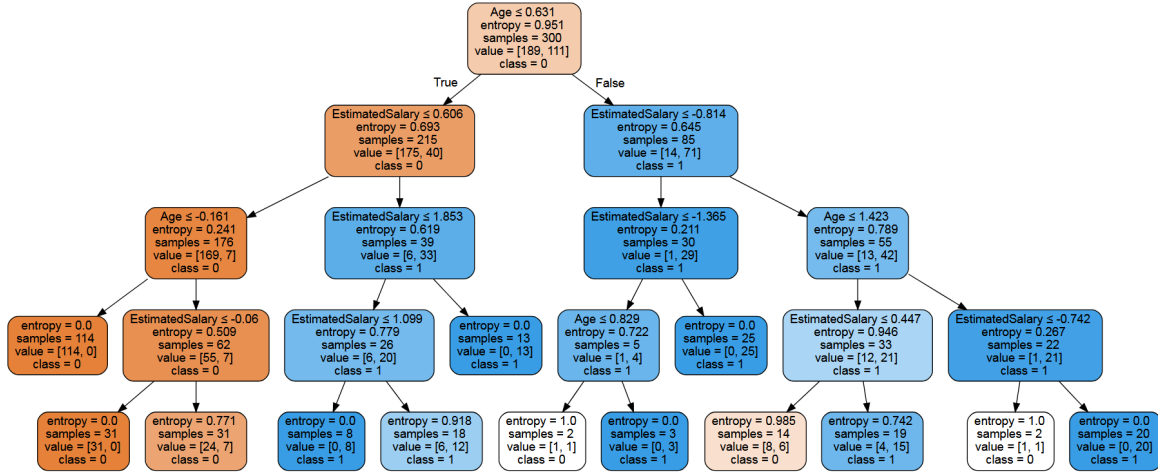 Age ≤ 0.631
entropy = 0.951
samples = 300
value = [189, 111]
class = 0
True
False
EstimatedSalary ≤ 0.606
entropy = 0.693
samples = 215
value = [175, 40]
class = 0
EstimatedSalary ≤ -0.814
entropy = 0.645
samples = 85
value = [14, 71]
class = 1
Age ≤ -0.161
entropy = 0.241
samples = 176
value = [169, 7]
class = 0
EstimatedSalary ≤ 1.853
entropy = 0.619
samples = 39
value = [6, 33]
class = 1
EstimatedSalary ≤ -1.365
entropy = 0.211
samples = 30
value = [1, 29]
class = 1
Age ≤ 1.423
entropy = 0.789
samples = 55
value = [13, 42]
class = 1
entropy = 0.0
samples = 114
value = [114, 0]
class = 0
EstimatedSalary ≤ -0.06
entropy = 0.509
samples = 62
value = [55, 7]
class = 0
EstimatedSalary ≤ 1.099
entropy = 0.779
samples = 26
value = [6, 20]
class = 1
entropy = 0.0
samples = 13
value = [0, 13]
class = 1
Age ≤ 0.829
entropy = 0.722
samples = 5
value = [1, 4]
class = 1
entropy = 0.0
samples = 25
value = [0, 25]
class = 1
EstimatedSalary ≤ 0.447
entropy = 0.946
samples = 33
value = [12, 21]
class = 1
EstimatedSalary ≤ -0.742
entropy = 0.267
samples = 22
value = [1, 21]
class = 1
entropy = 0.0
samples = 31
value = [31, 0]
class = 0
entropy = 0.771
samples = 31
value = [24, 7]
class = 0
entropy = 0.0
samples = 8
value = [0, 8]
class = 1
entropy = 0.918
samples = 18
value = [6, 12]
class = 1
entropy = 1.0
samples = 2
value = [1, 1]
class = 0
entropy = 0.0
samples = 3
value = [0, 3]
class = 1
entropy = 0.985
samples = 14
value = [8, 6]
class = 0
entropy = 0.742
samples = 19
value = [4, 15]
class = 1
entropy = 1.0
samples = 2
value = [1, 1]
class = 0
entropy = 0.0
samples = 20
value = [0, 20]
class = 1